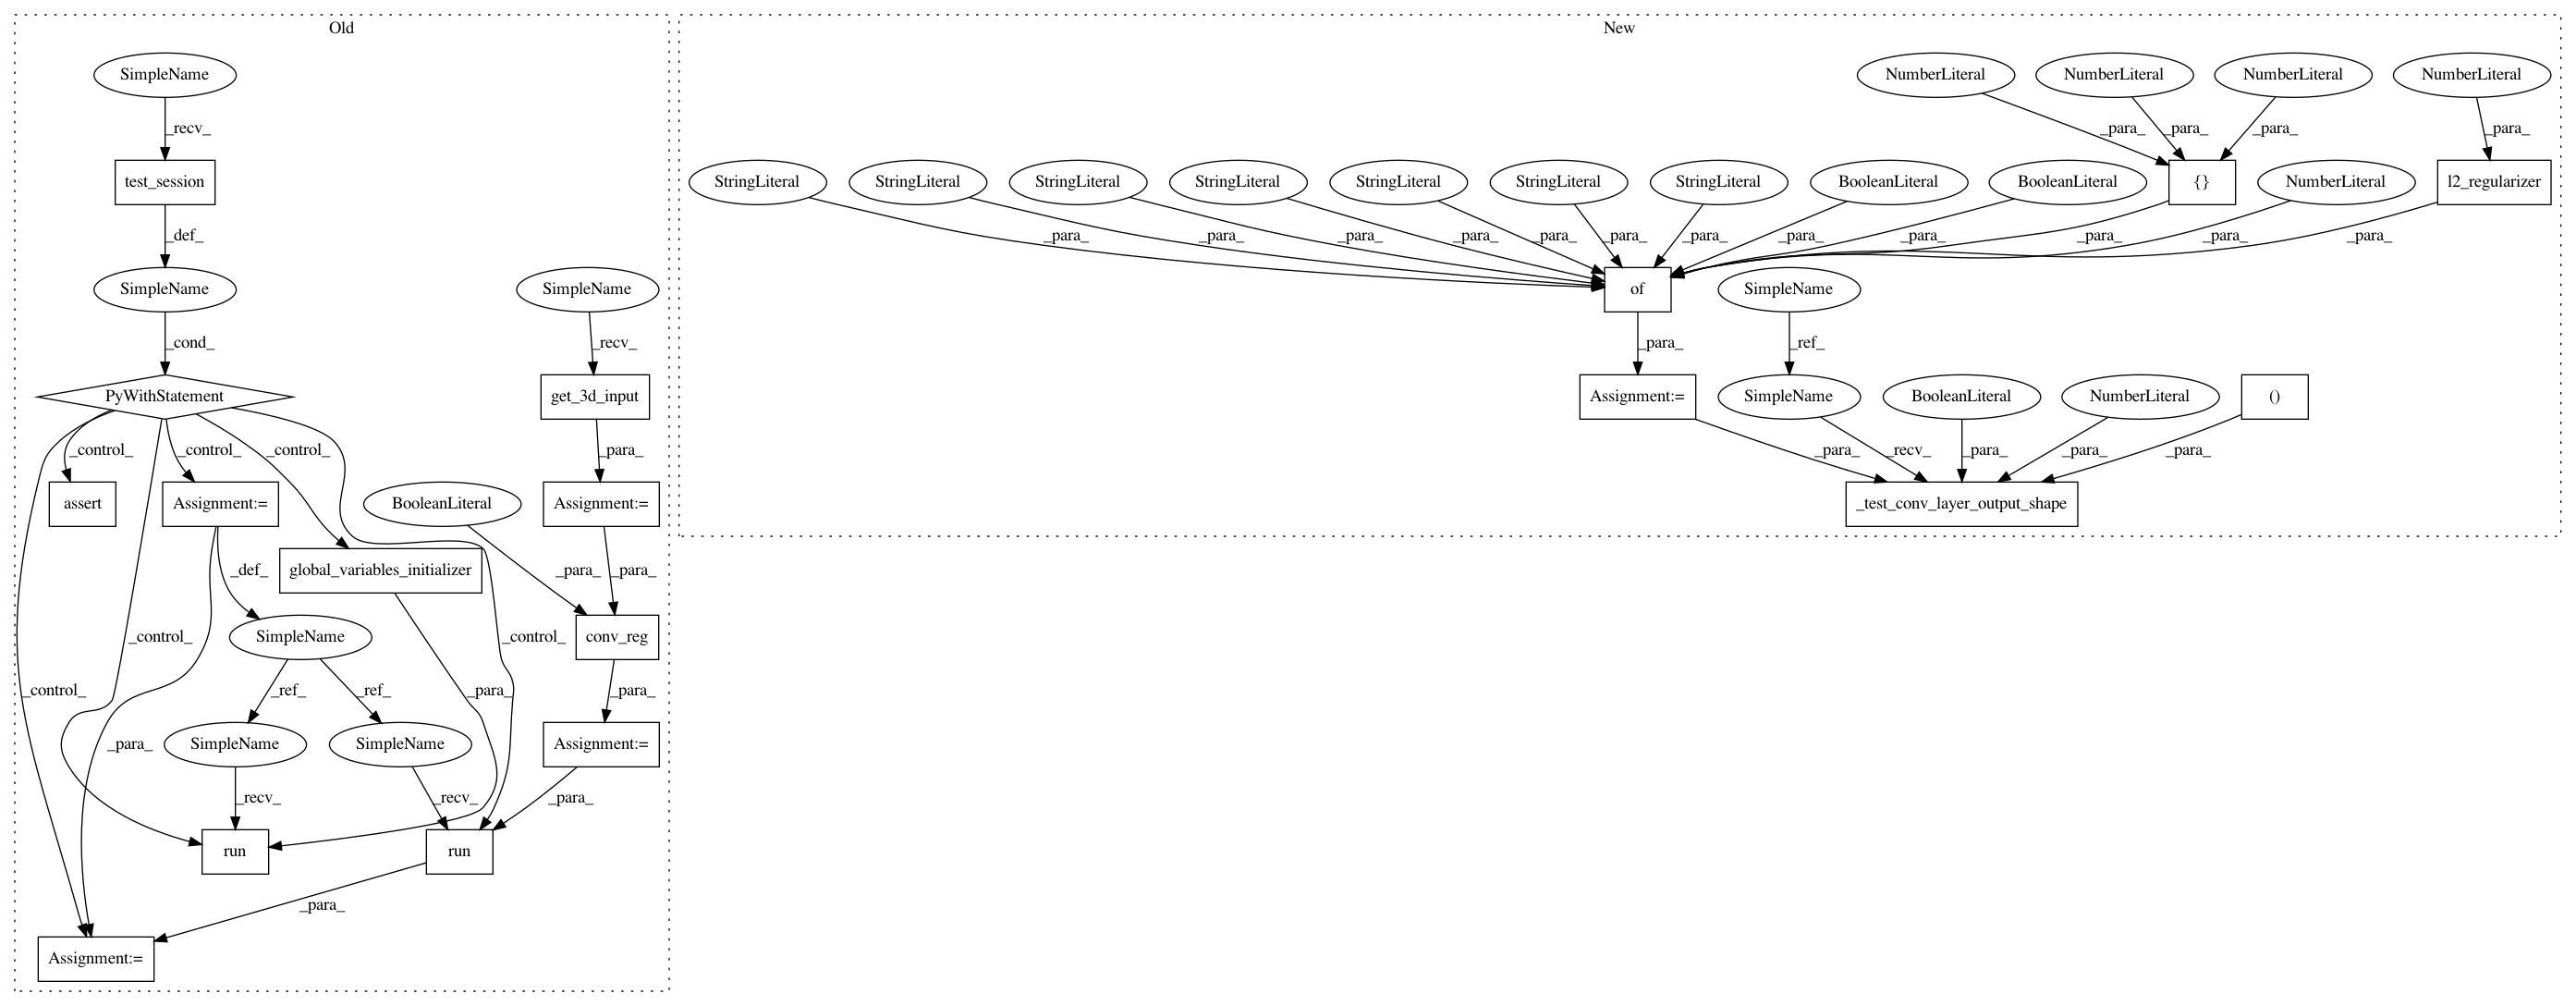 Old
New
SimpleName
NumberLiteral
NumberLiteral
NumberLiteral
NumberLiteral
_recv_
_para_
_para_
_para_
_para_
test_session
StringLiteral
StringLiteral
StringLiteral
StringLiteral
StringLiteral
StringLiteral
StringLiteral
BooleanLiteral
BooleanLiteral
{}
NumberLiteral
l2_regularizer
_def_
_para_
_para_
_para_
_para_
_para_
_para_
_para_
_para_
_para_
_para_
_para_
_para_
SimpleName
SimpleName
of
SimpleName
_cond_
_recv_
_para_
_ref_
PyWithStatement
get_3d_input
Assignment:=
SimpleName
BooleanLiteral
NumberLiteral
()
_control_
_control_
_control_
_para_
_para_
_recv_
_para_
_para_
_para_
assert
Assignment:=
BooleanLiteral
Assignment:=
_test_conv_layer_output_shape
_def_
global_variables_initializer
_para_
_para_
_control_
SimpleName
_control_
conv_reg
_control_
_ref_
_ref_
_para_
_para_
_para_
SimpleName
SimpleName
Assignment:=
_recv_
_recv_
_para_
run
run
_para_
Assignment:=